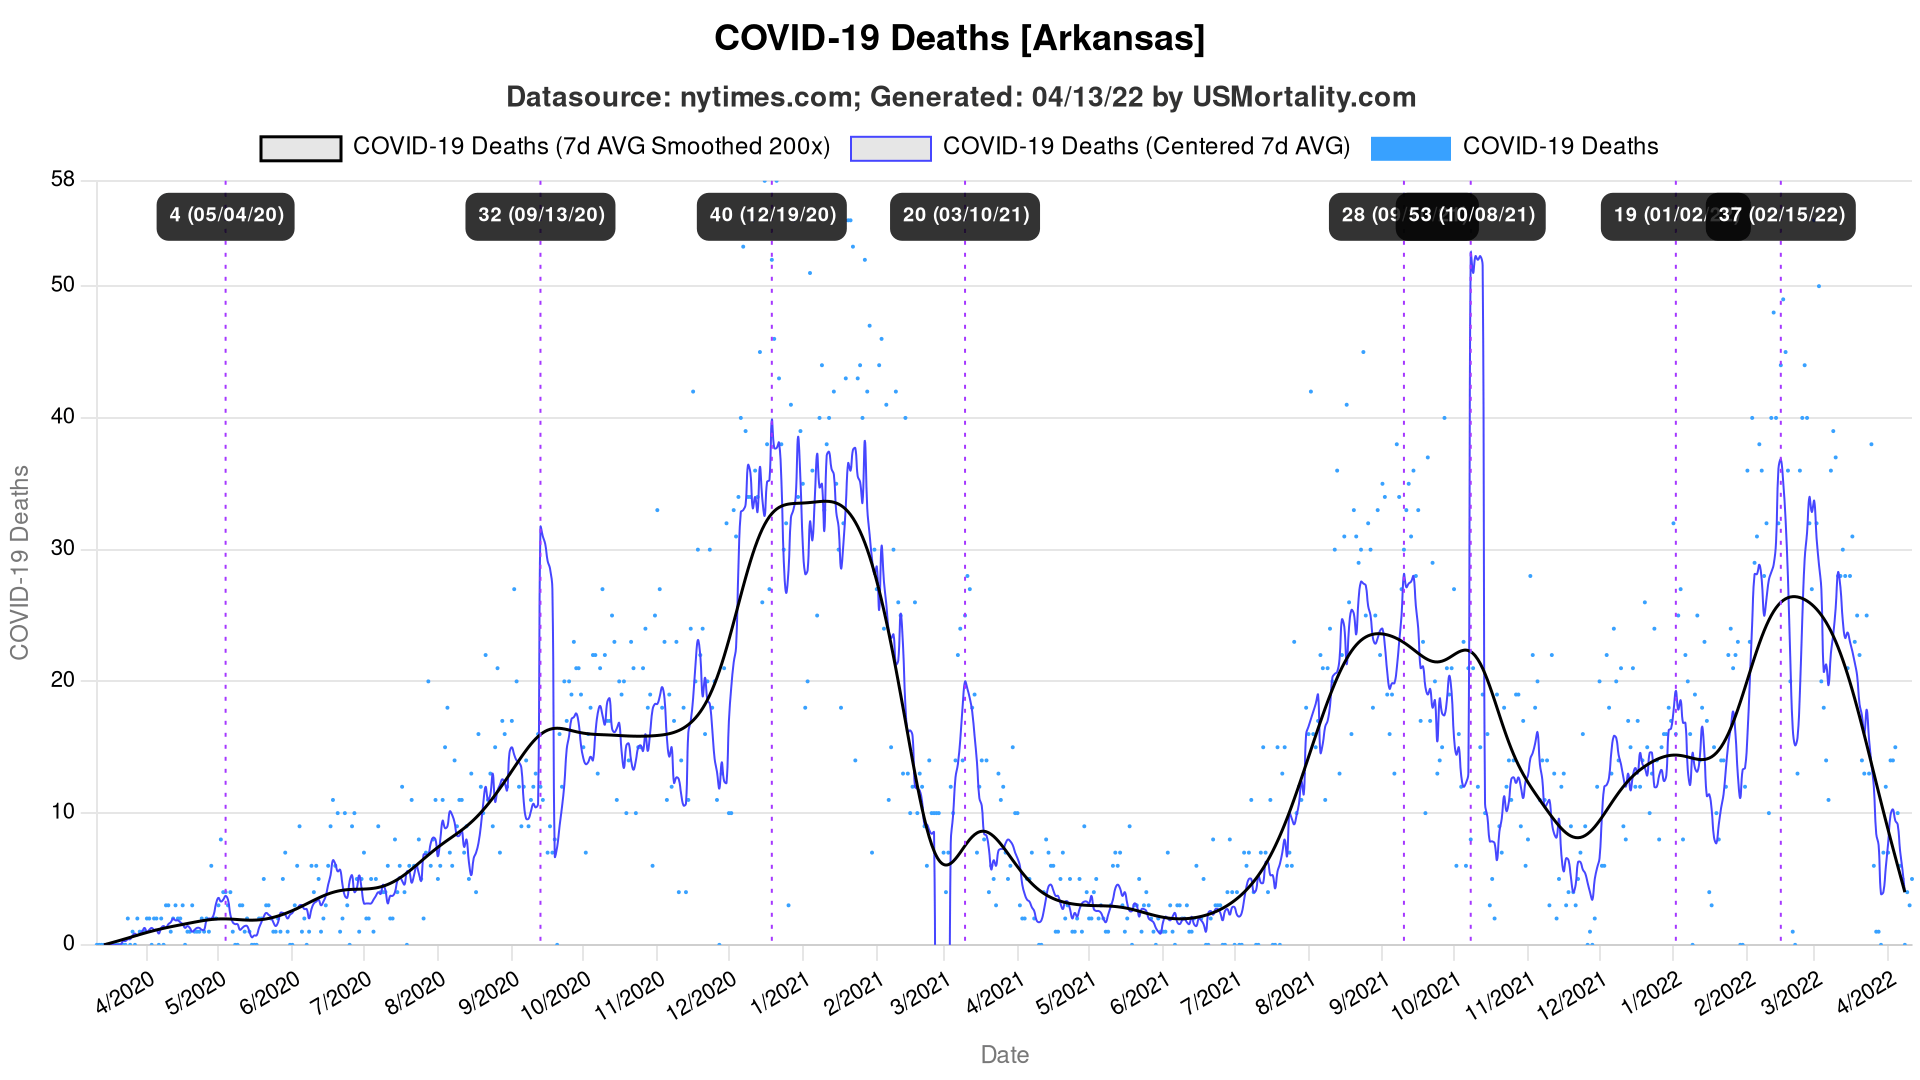 COVID-19 Deaths [Arkansas]
Datasource: nytimes.com; Generated: 04/13/22 by USMortality.com
COVID-19 Deaths (7d AVG Smoothed 200x) COVID-19 Deaths (Centered 7d AVG) COVID-19 Deaths
58
4 (05/04/20) 32 (09/13/20) 40 (12/19/20) 20 (03/10/21) 28 (09/ 53 (10/08/21) 19 (01/02/ 37 (02/15/22)
50
40
30
20
10
0
COVID-19 Deaths
4/2020 5/2020 6/2020 7/2020 8/2020 9/2020 10/2020 11/2020 12/2020 1/2021 2/2021 3/2021 4/2021 5/2021 6/2021 7/2021 8/2021 9/2021 10/2021 11/2021 12/2021 1/2022 2/2022 3/2022 4/2022
Date